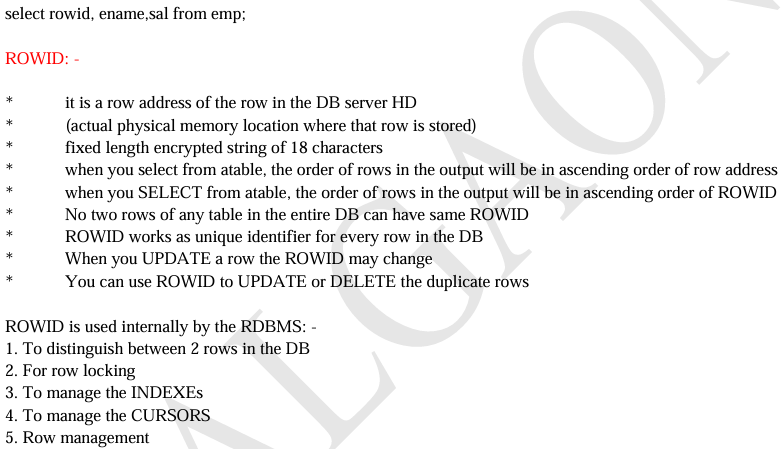 select rowid, ename,sal from emp;
ROWID: -
* it is a row address of the row in the DB server HD
* (actual physical memory location where that row is stored)
* fixed length encrypted string of 18 characters
* when you select from atable, the order of rows in the output will be in ascending order of row address
* when you SELECT from atable, the order of rows in the output will be in ascending order of ROWID
* No two rows of any table in the entire DB can have same ROWID
* ROWID works as unique identifier for every row in the DB
* When you UPDATE a row the ROWID may change
* You can use ROWID to UPDATE or DELETE the duplicate rows
ROWID is used internally by the RDBMS: -
1. To distinguish between 2 rows in the DB
2. For row locking
3. To manage the INDEXEs
4. To manage the CURSORS
5. Row management
ALGAON